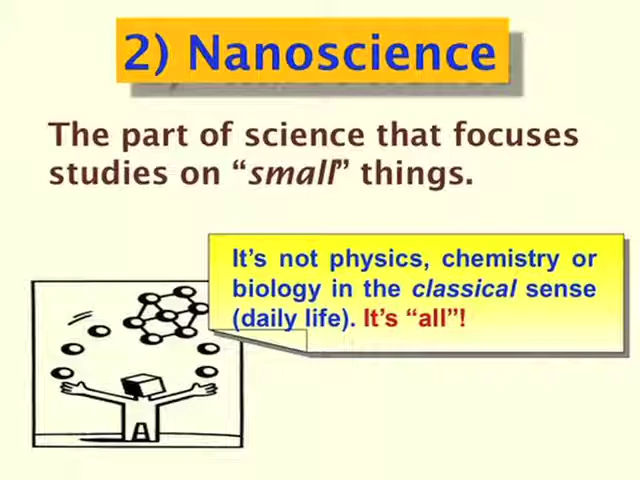 2) Nanoscience
The part of science that focuses
studies on “small” things.
It’s not physics, chemistry or
biology in the classical sense
(daily life). It’s “all”!